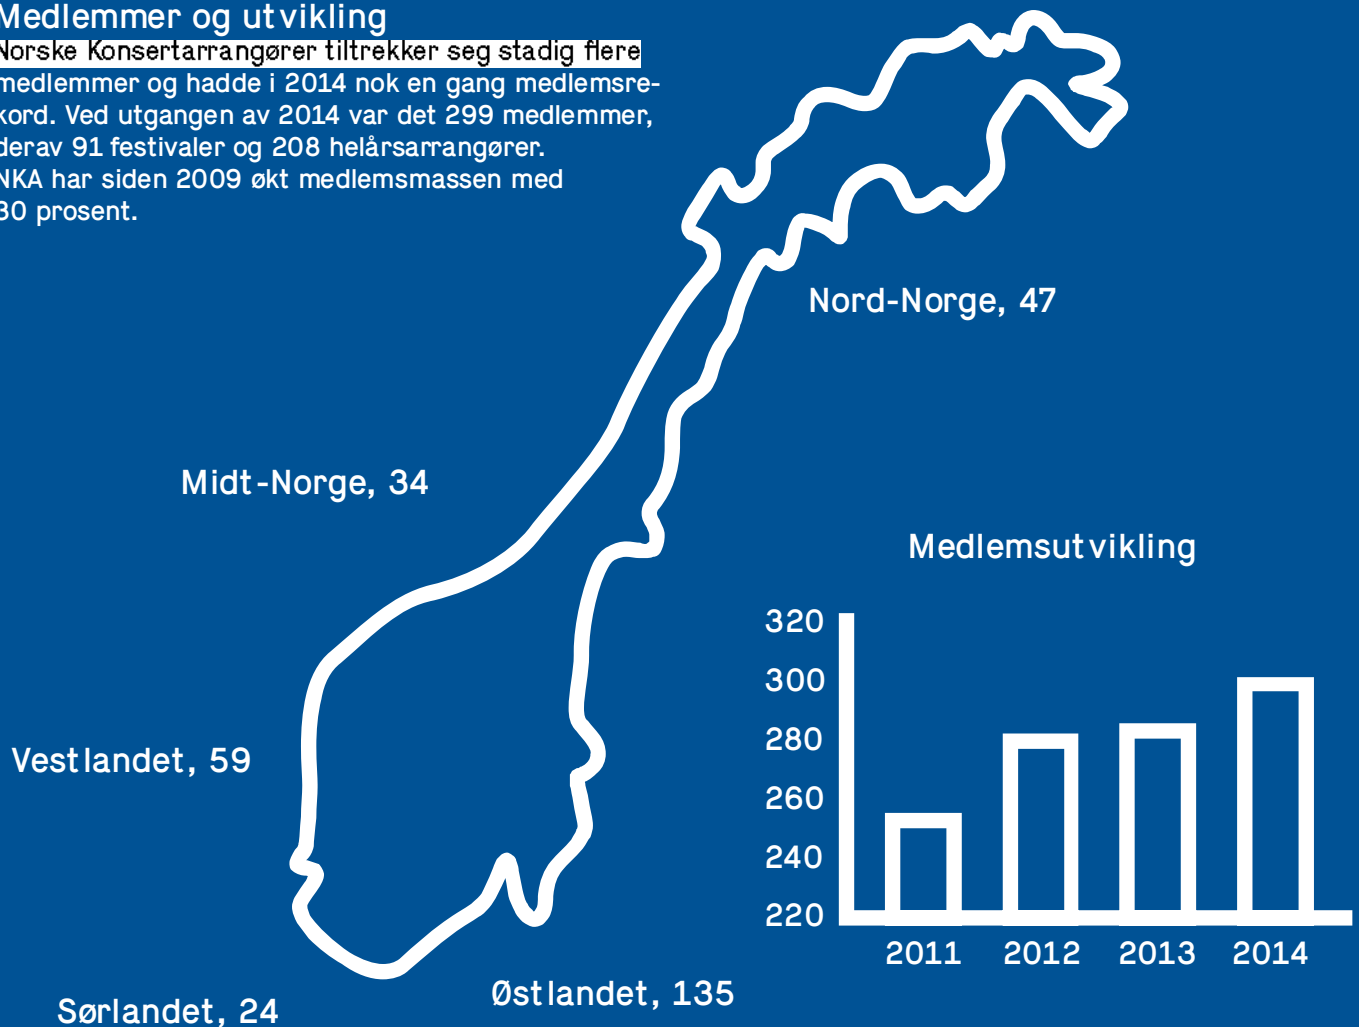 Medlemmer og utvikling
Norske Konsertarrangører tiltrekker seg stadig flere
medlemmer og hadde i 2014 nok en gang medlemsre-
kord. Ved utgangen av 2014 var det 299 medlemmer,
derav 91 festivaler og 208 helårsarrangører.
NKA har siden 2009 økt medlemsmassen med
30 prosent.
Nord-Norge, 47
Midt-Norge, 34
Vestlandet, 59
Sørlandet, 24
Østlandet, 135
Medlemsutvikling
320
300
280
260
240
220
2011 2012 2013 2014